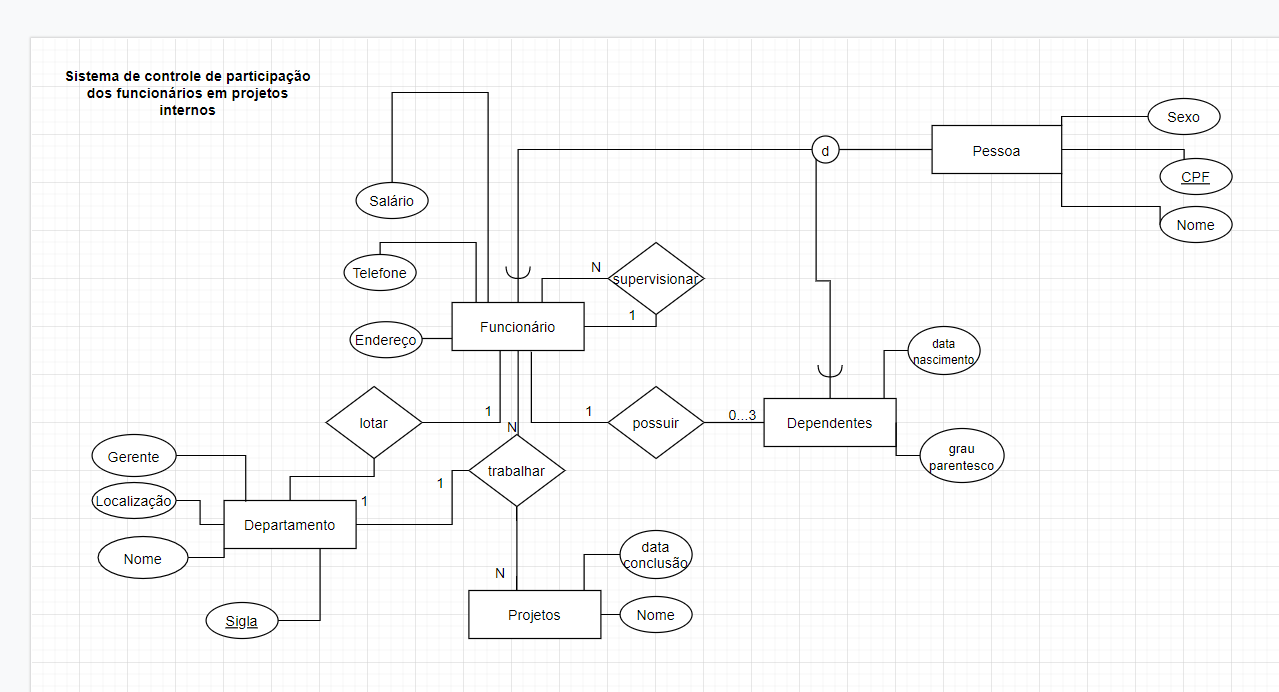 Sistema de controle de participação
dos funcionários em projetos
internos
Sexo
d
Pessoa
CPF
Salário
Nome
N
Telefone
supervisionar
1
Funcionário
Endereço
data
nascimento
1
1
0...3
lotar
N
possuir
Dependentes
Gerente
grau
parentesco
trabalhar
1
Localização
1
Departamento
Nome
data
conclusão
N
Projetos
Nome
Sigla